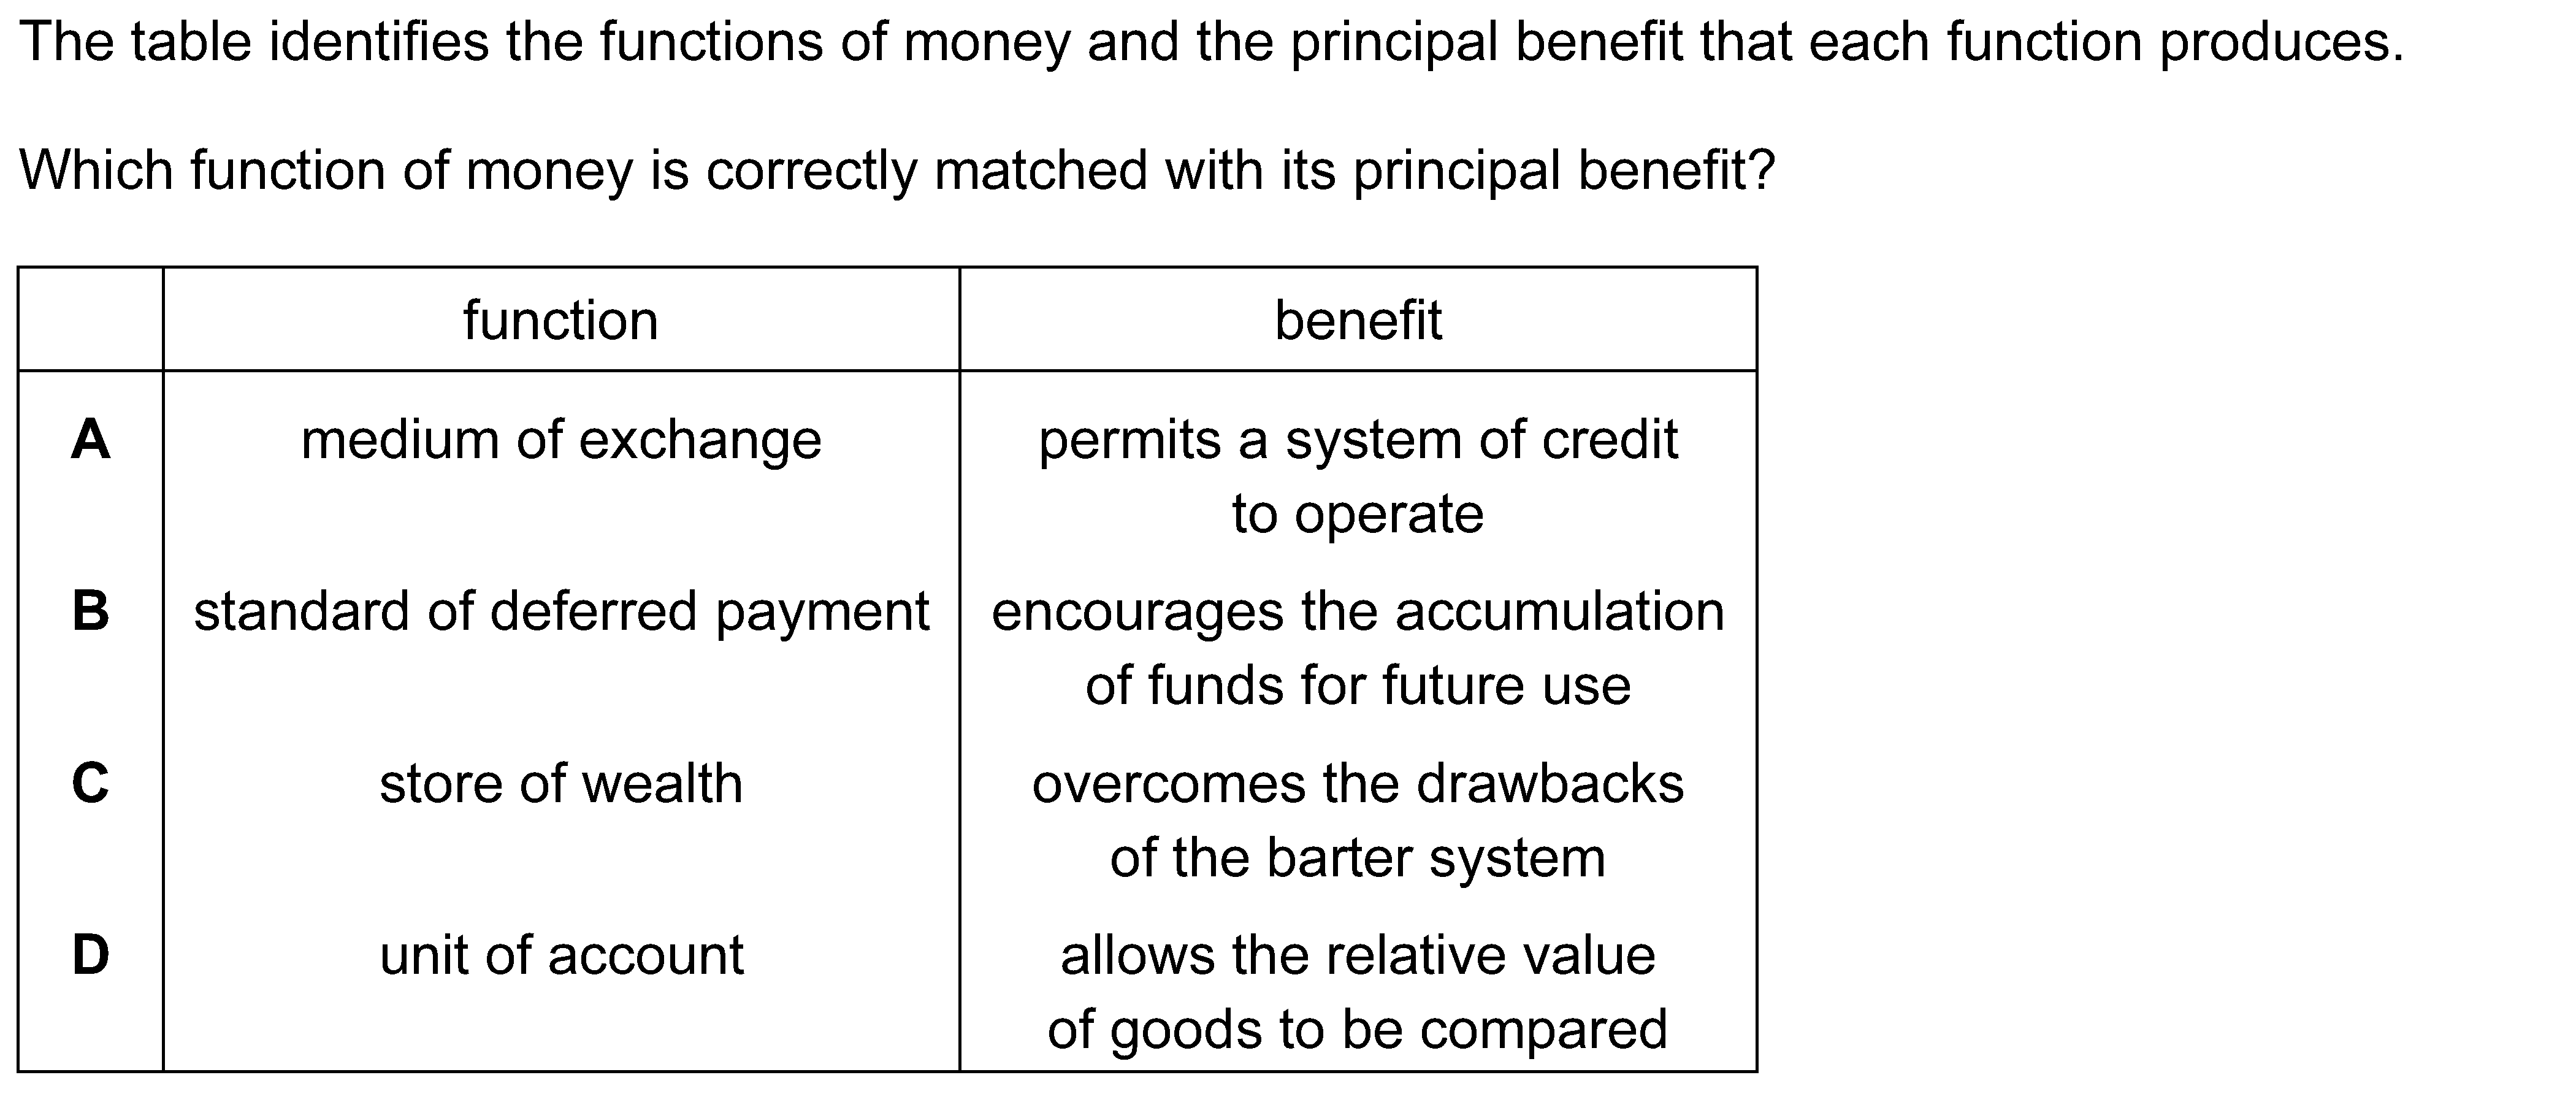 The table identifies the functions of money and the principal benefit that each function produces.
Which function of money is correctly matched with its principal benefit?
function benefit
A medium of exchange permits a system of credit
to operate
B standard of deferred payment encourages the accumulation
of funds for future use
C store of wealth overcomes the drawbacks
of the barter system
D unit of account allows the relative value
of goods to be compared